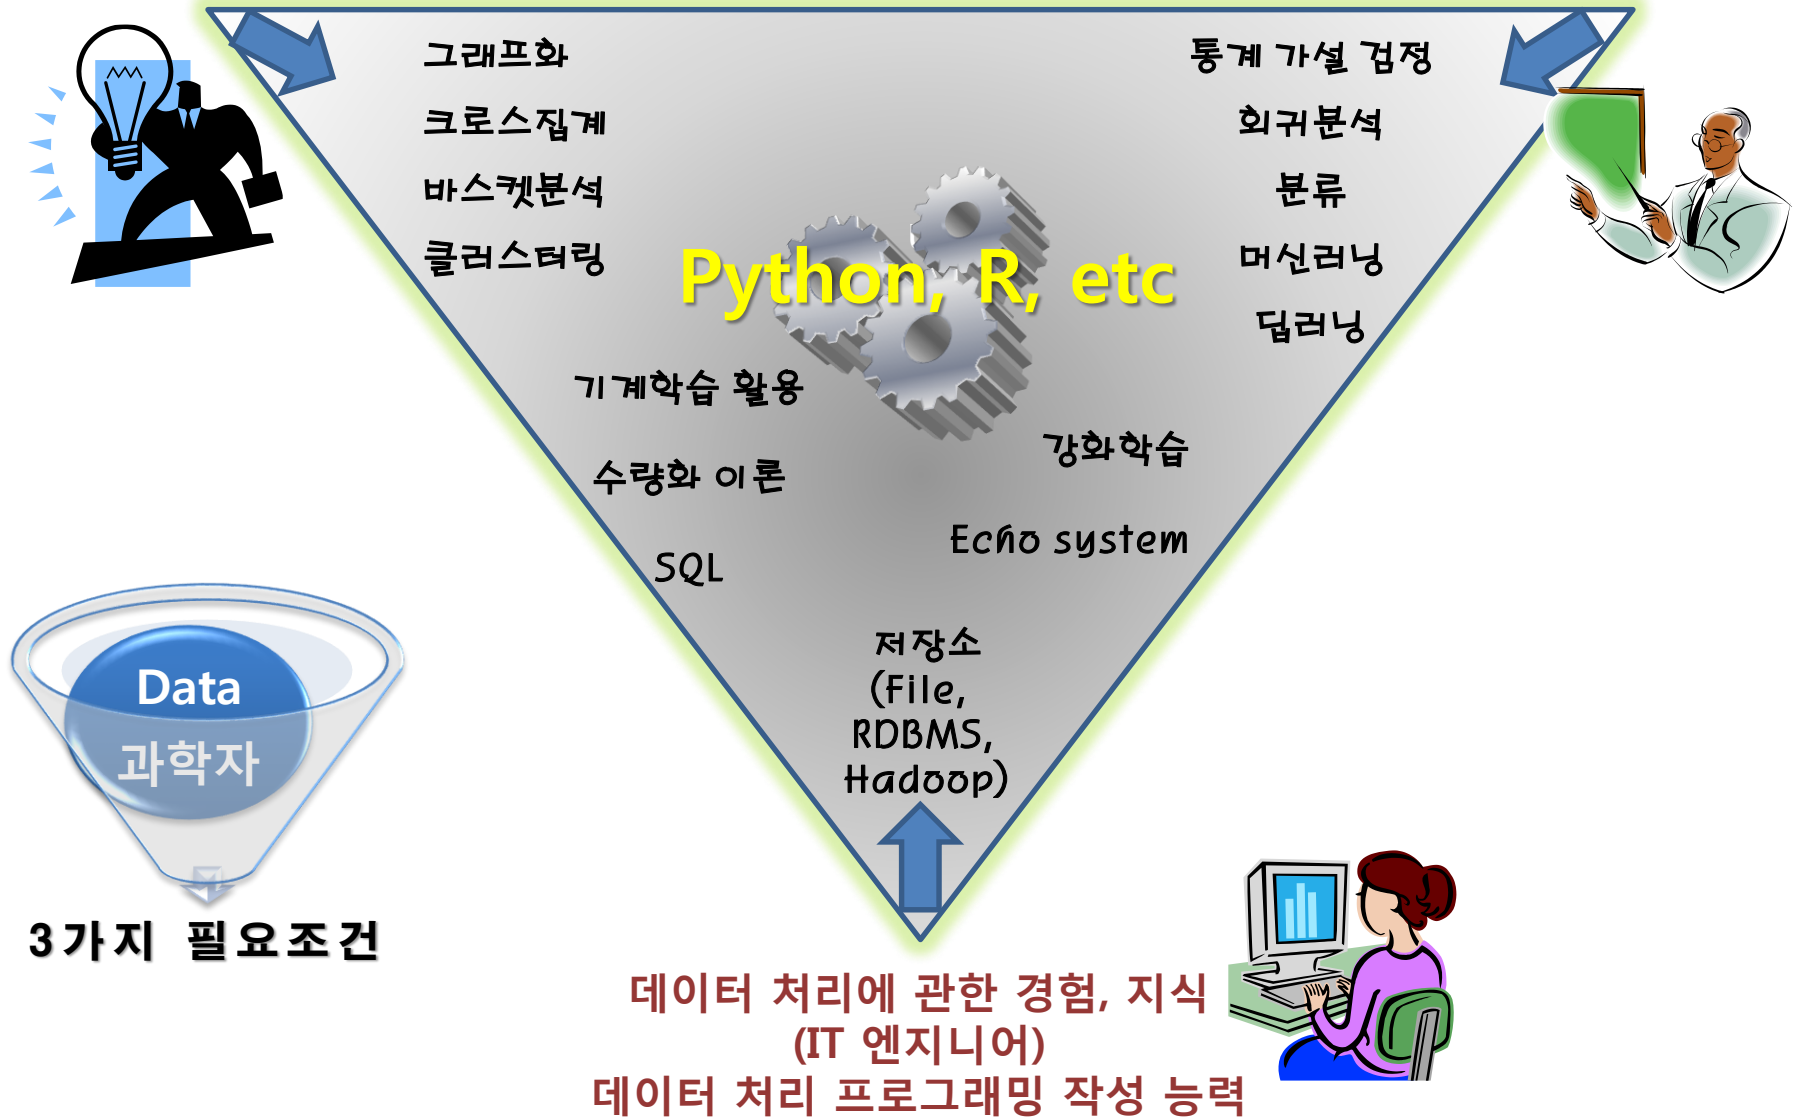 그래프화
크로스집계
바스켓분석
클러스터링
통계 가설 검정
회귀분석
분류
머신러닝
딥러닝
Python, R, etc
기계학습 활용
수량화 이론
SQL
강화학습
Echo system
저장소
(File,
RDBMS,
Hadoop)
Data
과학자
3가지 필요조건
데이터 처리에 관한 경험, 지식
(IT 엔지니어)
데이터 처리 프로그래밍 작성 능력